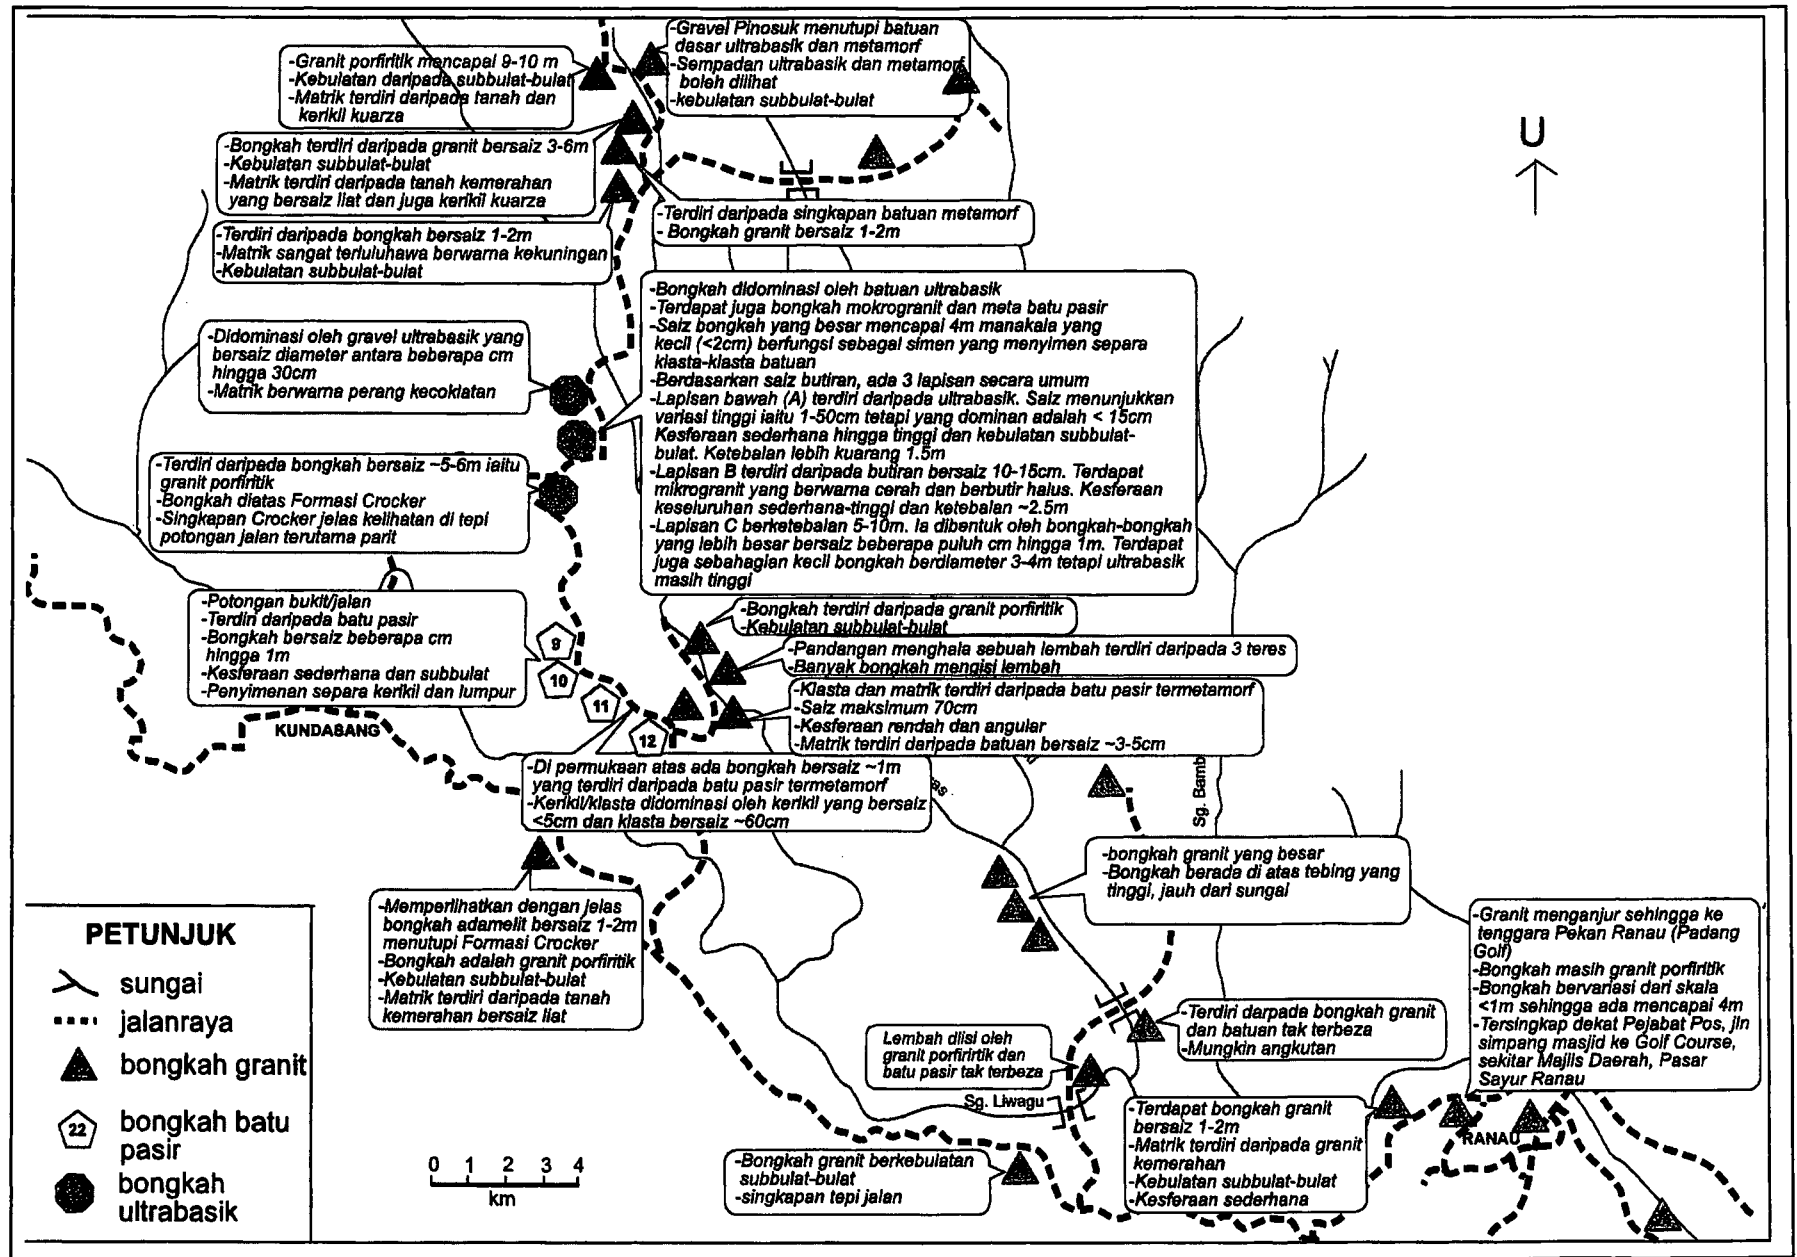 -Granit porfiritik mencapai 9-10 m
-Kebulatan daripada subbulat-bulat
-Matrik terdiri daripada tanah dan
kerikil kuarza
-Gravel Pinosuk menutupi batuan
dasar ultrabasik dan metamorf
-Sempadan ultrabasik dan metamorf
boleh dilihat
-kebulatan subbulat-bulat
U
-Bongkah terdiri daripada granit bersaiz 3-6m
-Kebulatan subbulat-bulat
-Matrik terdiri daripada tanah kemerahan
yang bersaiz liat dan juga kerikil kuarza
-Terdiri daripada singkapan batuan metamorf
- Bongkah granit bersaiz 1-2m
-Terdiri daripada bongkah bersaiz 1-2m
-Matrik sangat terluluhawa berwarna kekuningan
-Kebulatan subbulat-bulat
-Bongkah didominasi oleh batuan ultrabasik
-Terdapat juga bongkah mokrogranit dan meta batu pasir
-Saiz bongkah yang besar mencapai 4m manakala yang
kecil (<2cm) berfungsi sebagai simen yang menyimen separa
klasta-klasta batuan
-Berdasarkan saiz butiran, ada 3 lapisan secara umum
-Lapisan bawah (A) terdiri daripada ultrabasik. Saiz menunjukkan
variasi tinggi iaitu 1-50cm tetapi yang dominan adalah < 15cm
Kesferaan sederhana hingga tinggi dan kebulatan subbulat-
bulat. Ketebalan lebih kuarang 1.5m
-Lapisan B terdiri daripada butiran bersaiz 10-15cm. Terdapat
mikrogranit yang berwarna cerah dan berbutir halus. Kesferaan
keseluruhan sederhana-tinggi dan ketebalan ~2.5m
-Lapisan C berketebalan 5-10m. Ia dibentuk oleh bongkah-bongkah
yang lebih besar bersaiz beberapa puluh cm hingga 1m. Terdapat
juga sebahagian kecil bongkah berdiameter 3-4m tetapi ultrabasik
masih tinggi
-Didominasi oleh gravel ultrabasik yang
bersaiz diameter antara beberapa cm
hingga 30cm
-Matrik berwarna perang kecoklatan
-Terdiri daripada bongkah bersaiz ~5-6m iaitu
granit porfiritik
-Bongkah diatas Formasi Crocker
-Singkapan Crocker jelas kelihatan di tepi
potongan jalan terutama parit
-Potongan bukit/jalan
-Terdiri daripada batu pasir
-Bongkah bersaiz beberapa cm
hingga 1m
-Kesferaan sederhana dan subbulat
-Penyimenan separa kerikil dan lumpur
9
10
11
12
-Bongkah terdiri daripada granit porfiritik
-Kebulatan subbulat-bulat
-Pandangan menghala sebuah lembah terdiri daripada 3 teres
-Banyak bongkah mengisi lembah
-Klasta dan matrik terdiri daripada batu pasir termetamorf
-Saiz maksimum 70cm
-Kesferaan rendah dan angular
-Matrik terdiri daripada batuan bersaiz ~3-5cm
KUNDASANG
-Di permukaan atas ada bongkah bersaiz ~1m
yang terdiri daripada batu pasir termetamorf
-Kerikil/klasta didominasi oleh kerikil yang bersaiz
<5cm dan klasta bersaiz ~60cm
Sg. Bamb
-bongkah granit yang besar
-Bongkah berada di atas tebing yang
tinggi, jauh dari sungai
-Memperlihatkan dengan jelas
bongkah adamelit bersaiz 1-2m
menutupi Formasi Crocker
-Bongkah adalah granit porfiritik
-Kebulatan subbulat-bulat
-Matrik terdiri daripada tanah
kemerahan bersaiz liat
-Granit menganjur sehingga ke
tenggara Pekan Ranau (Padang
Golf)
-Bongkah masih granit porfiritik
-Bongkah bervariasi dari skala
<1m sehingga ada mencapai 4m
-Tersingkap dekat Pejabat Pos, jln
simpang masjid ke Golf Course,
sekitar Majlis Daerah, Pasar
Sayur Ranau
-Terdiri darpada bongkah granit
dan batuan tak terbeza
-Mungkin angkutan
Lembah diisi oleh
granit porfirirtik dan
batu pasir tak terbeza
Sg. Liwagu
-Terdapat bongkah granit
bersaiz 1-2m
-Matrik terdiri daripada granit
kemerahan
-Kebulatan subbulat-bulat
-Kesferaan sederhana
RANAU
-Bongkah granit berkebulatan
subbulat-bulat
-singkapan tepi jalan
PETUNJUK
sungai
jalanraya
bongkah granit
22
bongkah batu
pasir
bongkah
ultrabasik
0 1 2 3 4
km